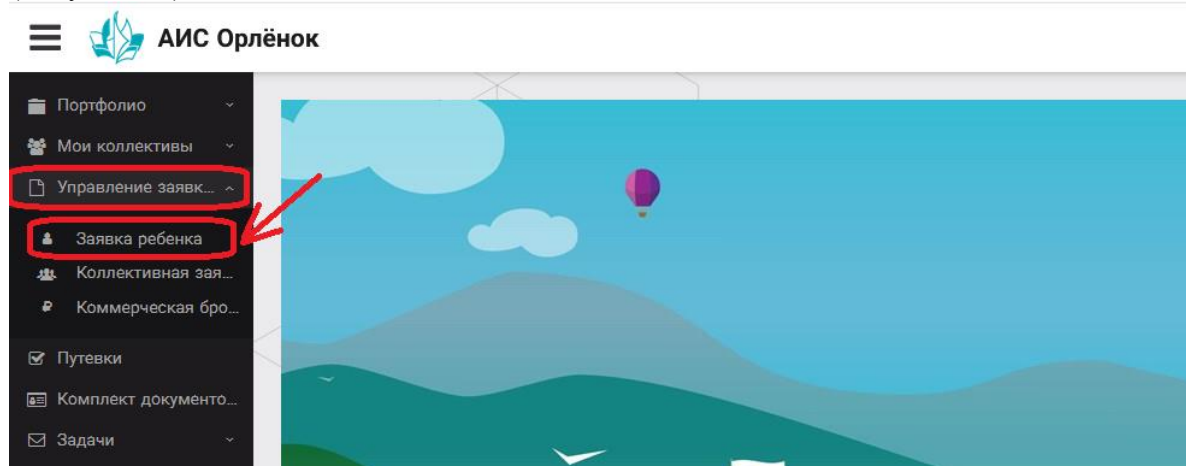 АИС Орлёнок
Портфолио
Мои коллективы
Управление заявк...
Заявка ребенка
Коллективная зая...
Коммерческая бро...
Путевки
Комплект документо...
Задачи